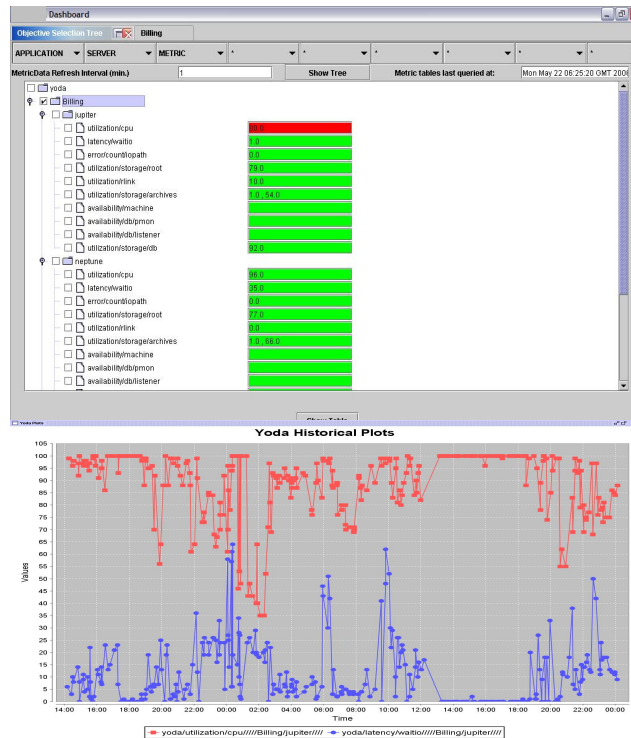 Dashboard
Objective Selection Tree Billing
APPLICATION SERVER METRIC * * * * * *
MetricData Refresh Interval (min.) 1 Show Tree Metric tables last queried at: Mon May 22 06:25:20 GMT 2006
yoda
Billing
jupiter
utilization/cpu 90.0
latency/waitio 1.0
error/count/iopath 0.0
utilization/storage/root 79.0
utilization/rlink 10.0
utilization/storage/archives 1.0 , 54.0
availability/machine
availability/db/pmon
availability/db/listener
utilization/storage/db 92.0
neptune
utilization/cpu 96.0
latency/waitio 35.0
error/count/iopath 0.0
utilization/storage/root 77.0
utilization/rlink 0.0
utilization/storage/archives 1.0 , 66.0
availability/machine
availability/db/pmon
availability/db/listener
Show Table
Yoda Plots
Yoda Historical Plots
105
100
95
90
85
80
75
70
65
60
55
50
45
40
35
30
25
20
15
10
5
0
Values
14:00 16:00 18:00 20:00 22:00 00:00 02:00 04:00 06:00 08:00 10:00 12:00 14:00 16:00 18:00 20:00 22:00 00:00
Time
yoda/utilization/cpu/////Billing/jupiter//// yoda/latency/waitio/////Billing/jupiter////